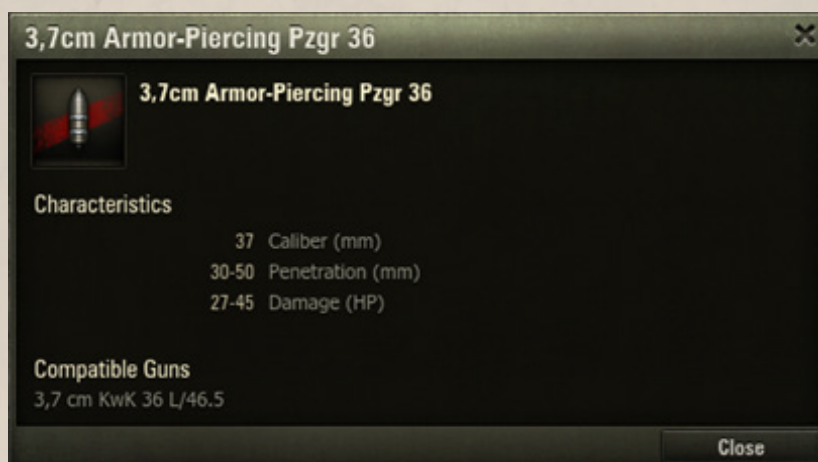 3,7cm Armor-Piercing Pzgr 36
3,7cm Armor-Piercing Pzgr 36
Characteristics
37 Caliber (mm)
30-50 Penetration (mm)
27-45 Damage (HP)
Compatible Guns
3,7 cm KwK 36 L/46.5
Close